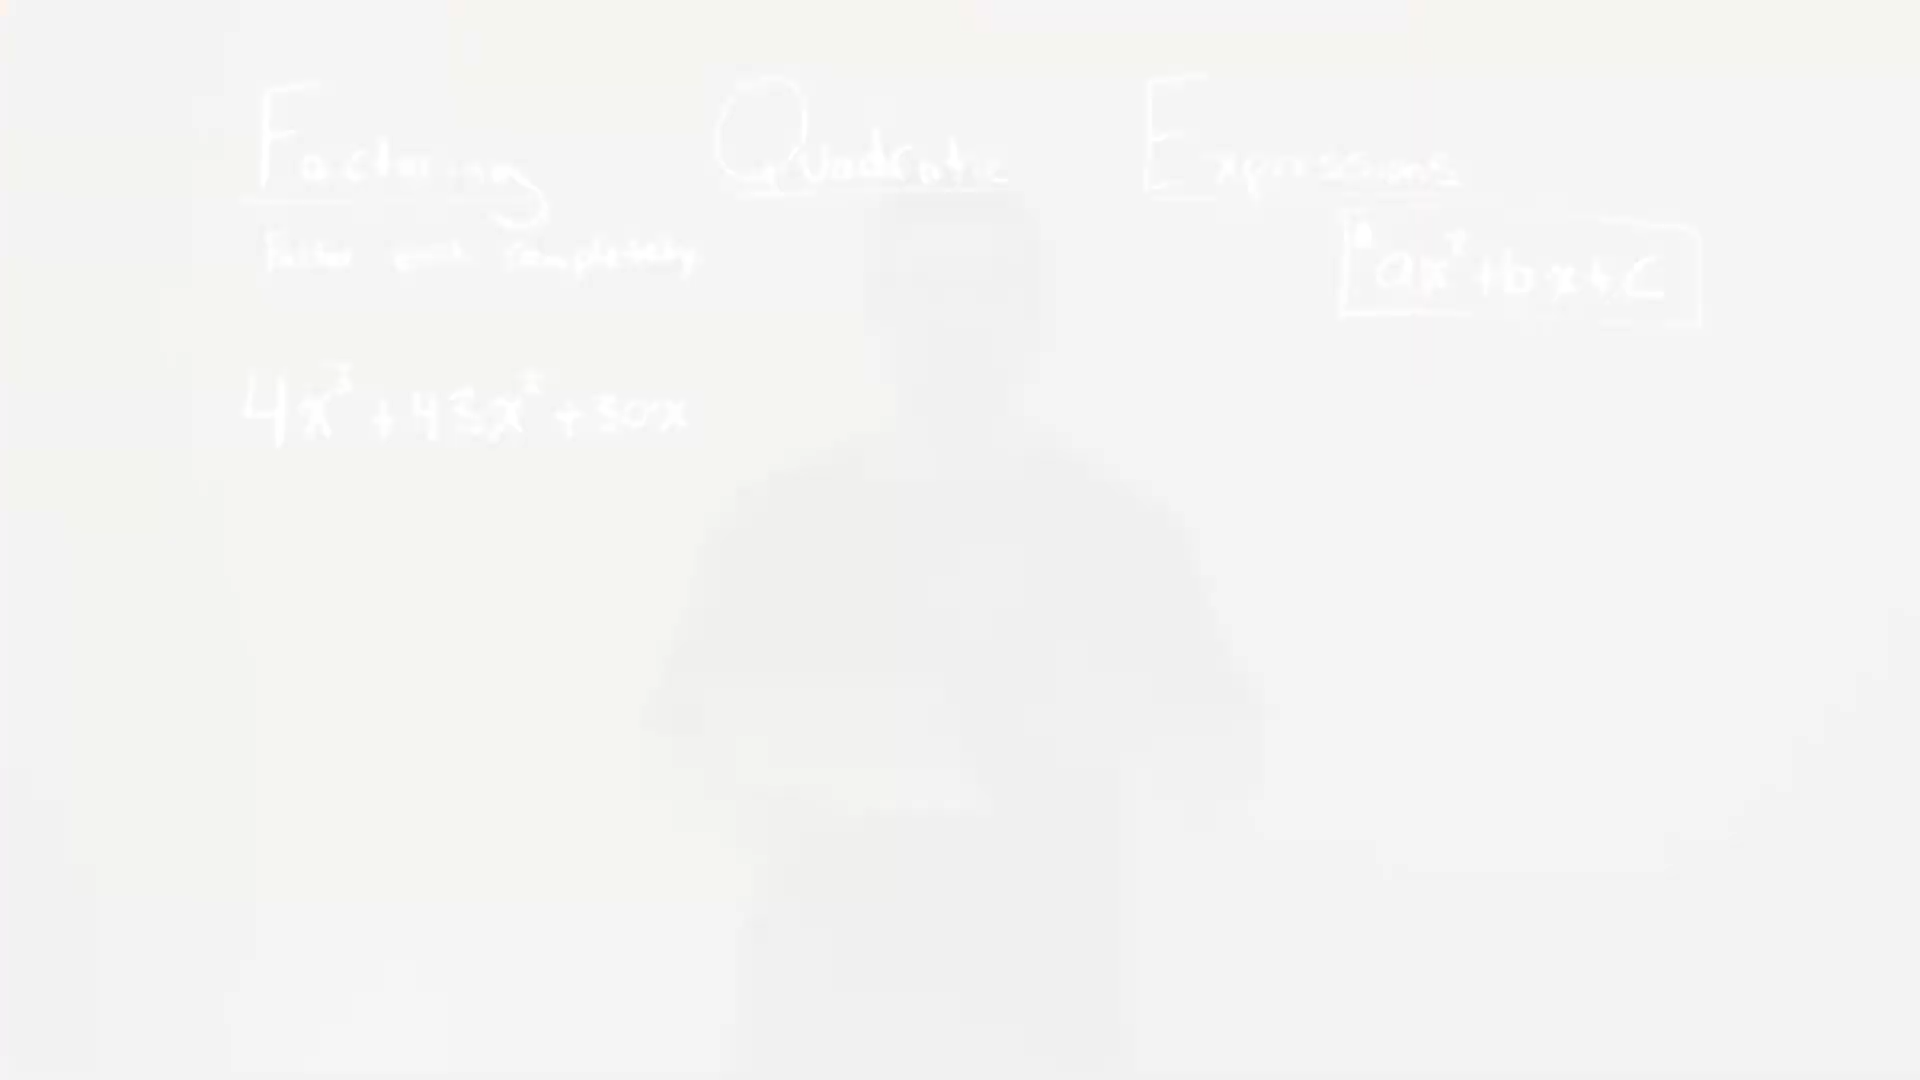 Factoring Quadratic Expressions
Factor each completely
ax² + bx + c
4x³ + 43x² + 30x